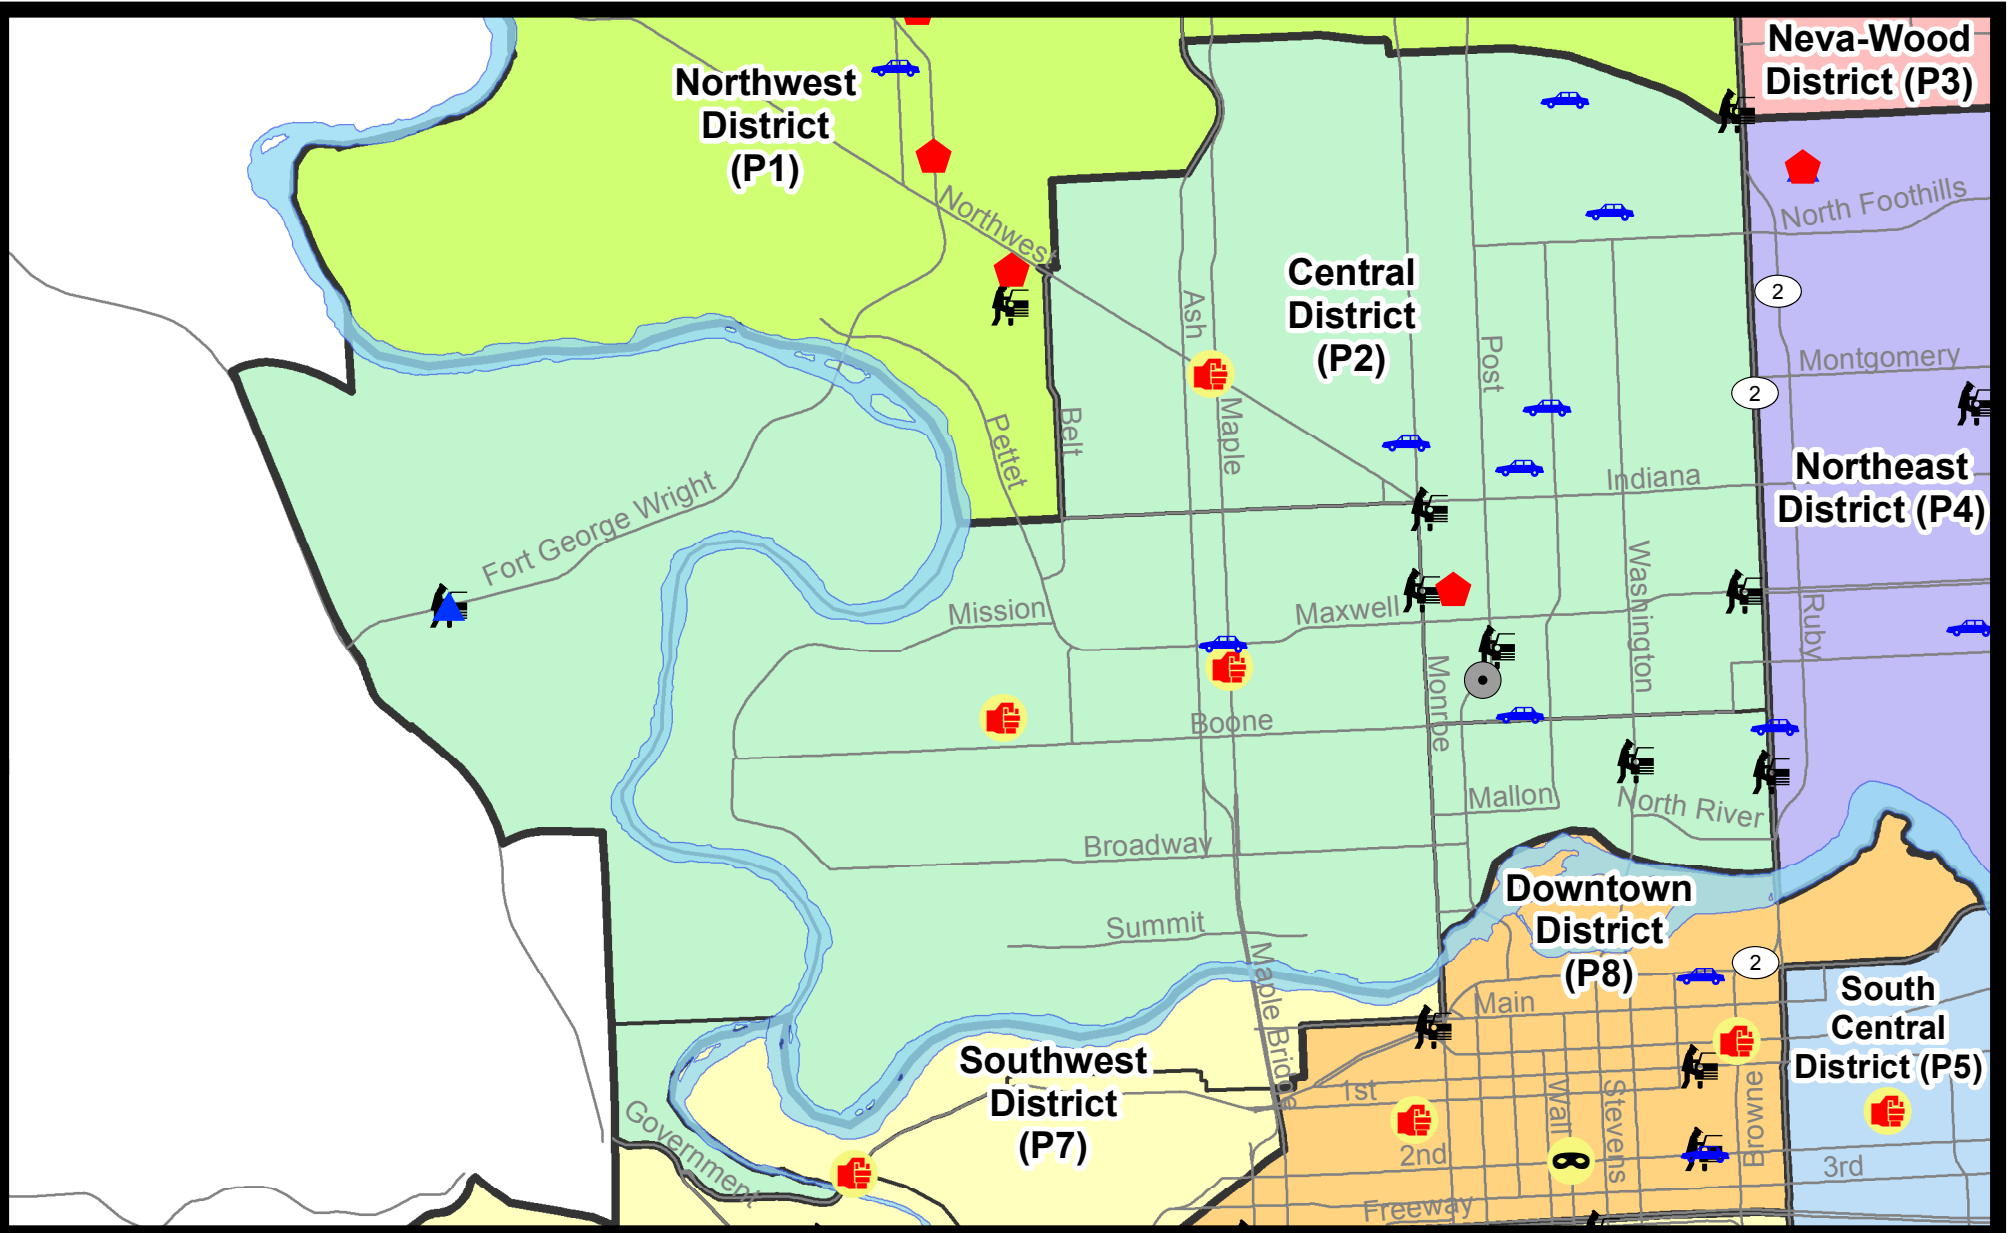 Neva-Wood
District (P3)
Northwest
District
(P1)
North Foothills
Northwest
Central
District
(P2)
2
Ash
Post
Montgomery
2
Maple
Belt
Pettet
Northeast
District (P4)
Indiana
Fort George Wright
Washington
Mission
Maxwell
Ruby
Monroe
Boone
Mallon
North River
Broadway
Downtown
District
(P8)
Summit
2
Maple Bridge
Main
South
Central
District (P5)
Southwest
District
(P7)
1st
Wall
Stevens
Browne
Government
2nd
3rd
Freeway